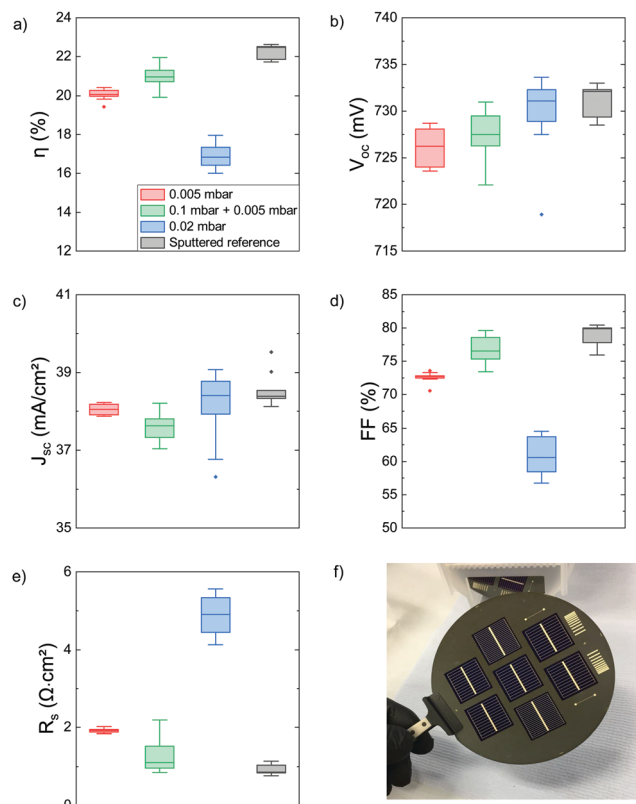 a)
η (%)
24
22
20
18
16
14
12
0.005 mbar
0.1 mbar + 0.005 mbar
0.02 mbar
Sputtered reference
b)
Voc (mV)
740
735
730
725
720
715
c)
Jsc (mA/cm²)
41
39
37
35
d)
FF (%)
85
80
75
70
65
60
55
50
e)
Rs (Ω·cm²)
6
4
2
0
f)